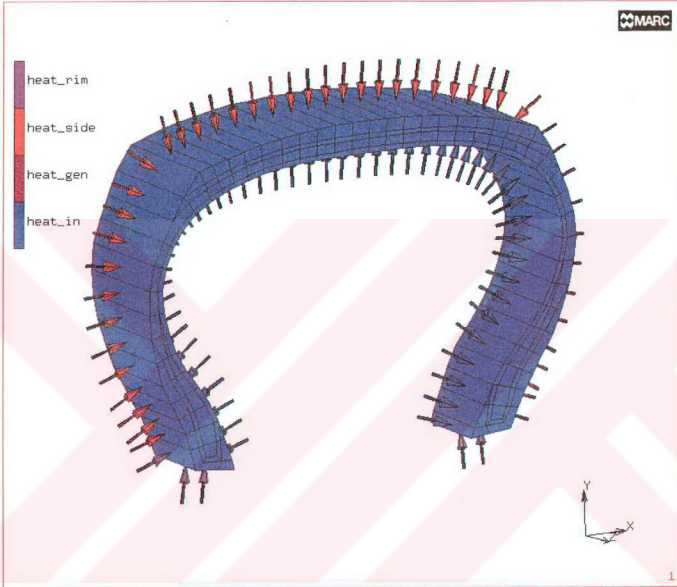 MARC
heat_rim
heat_side
heat_gen
heat_in
Y
X
Z
1